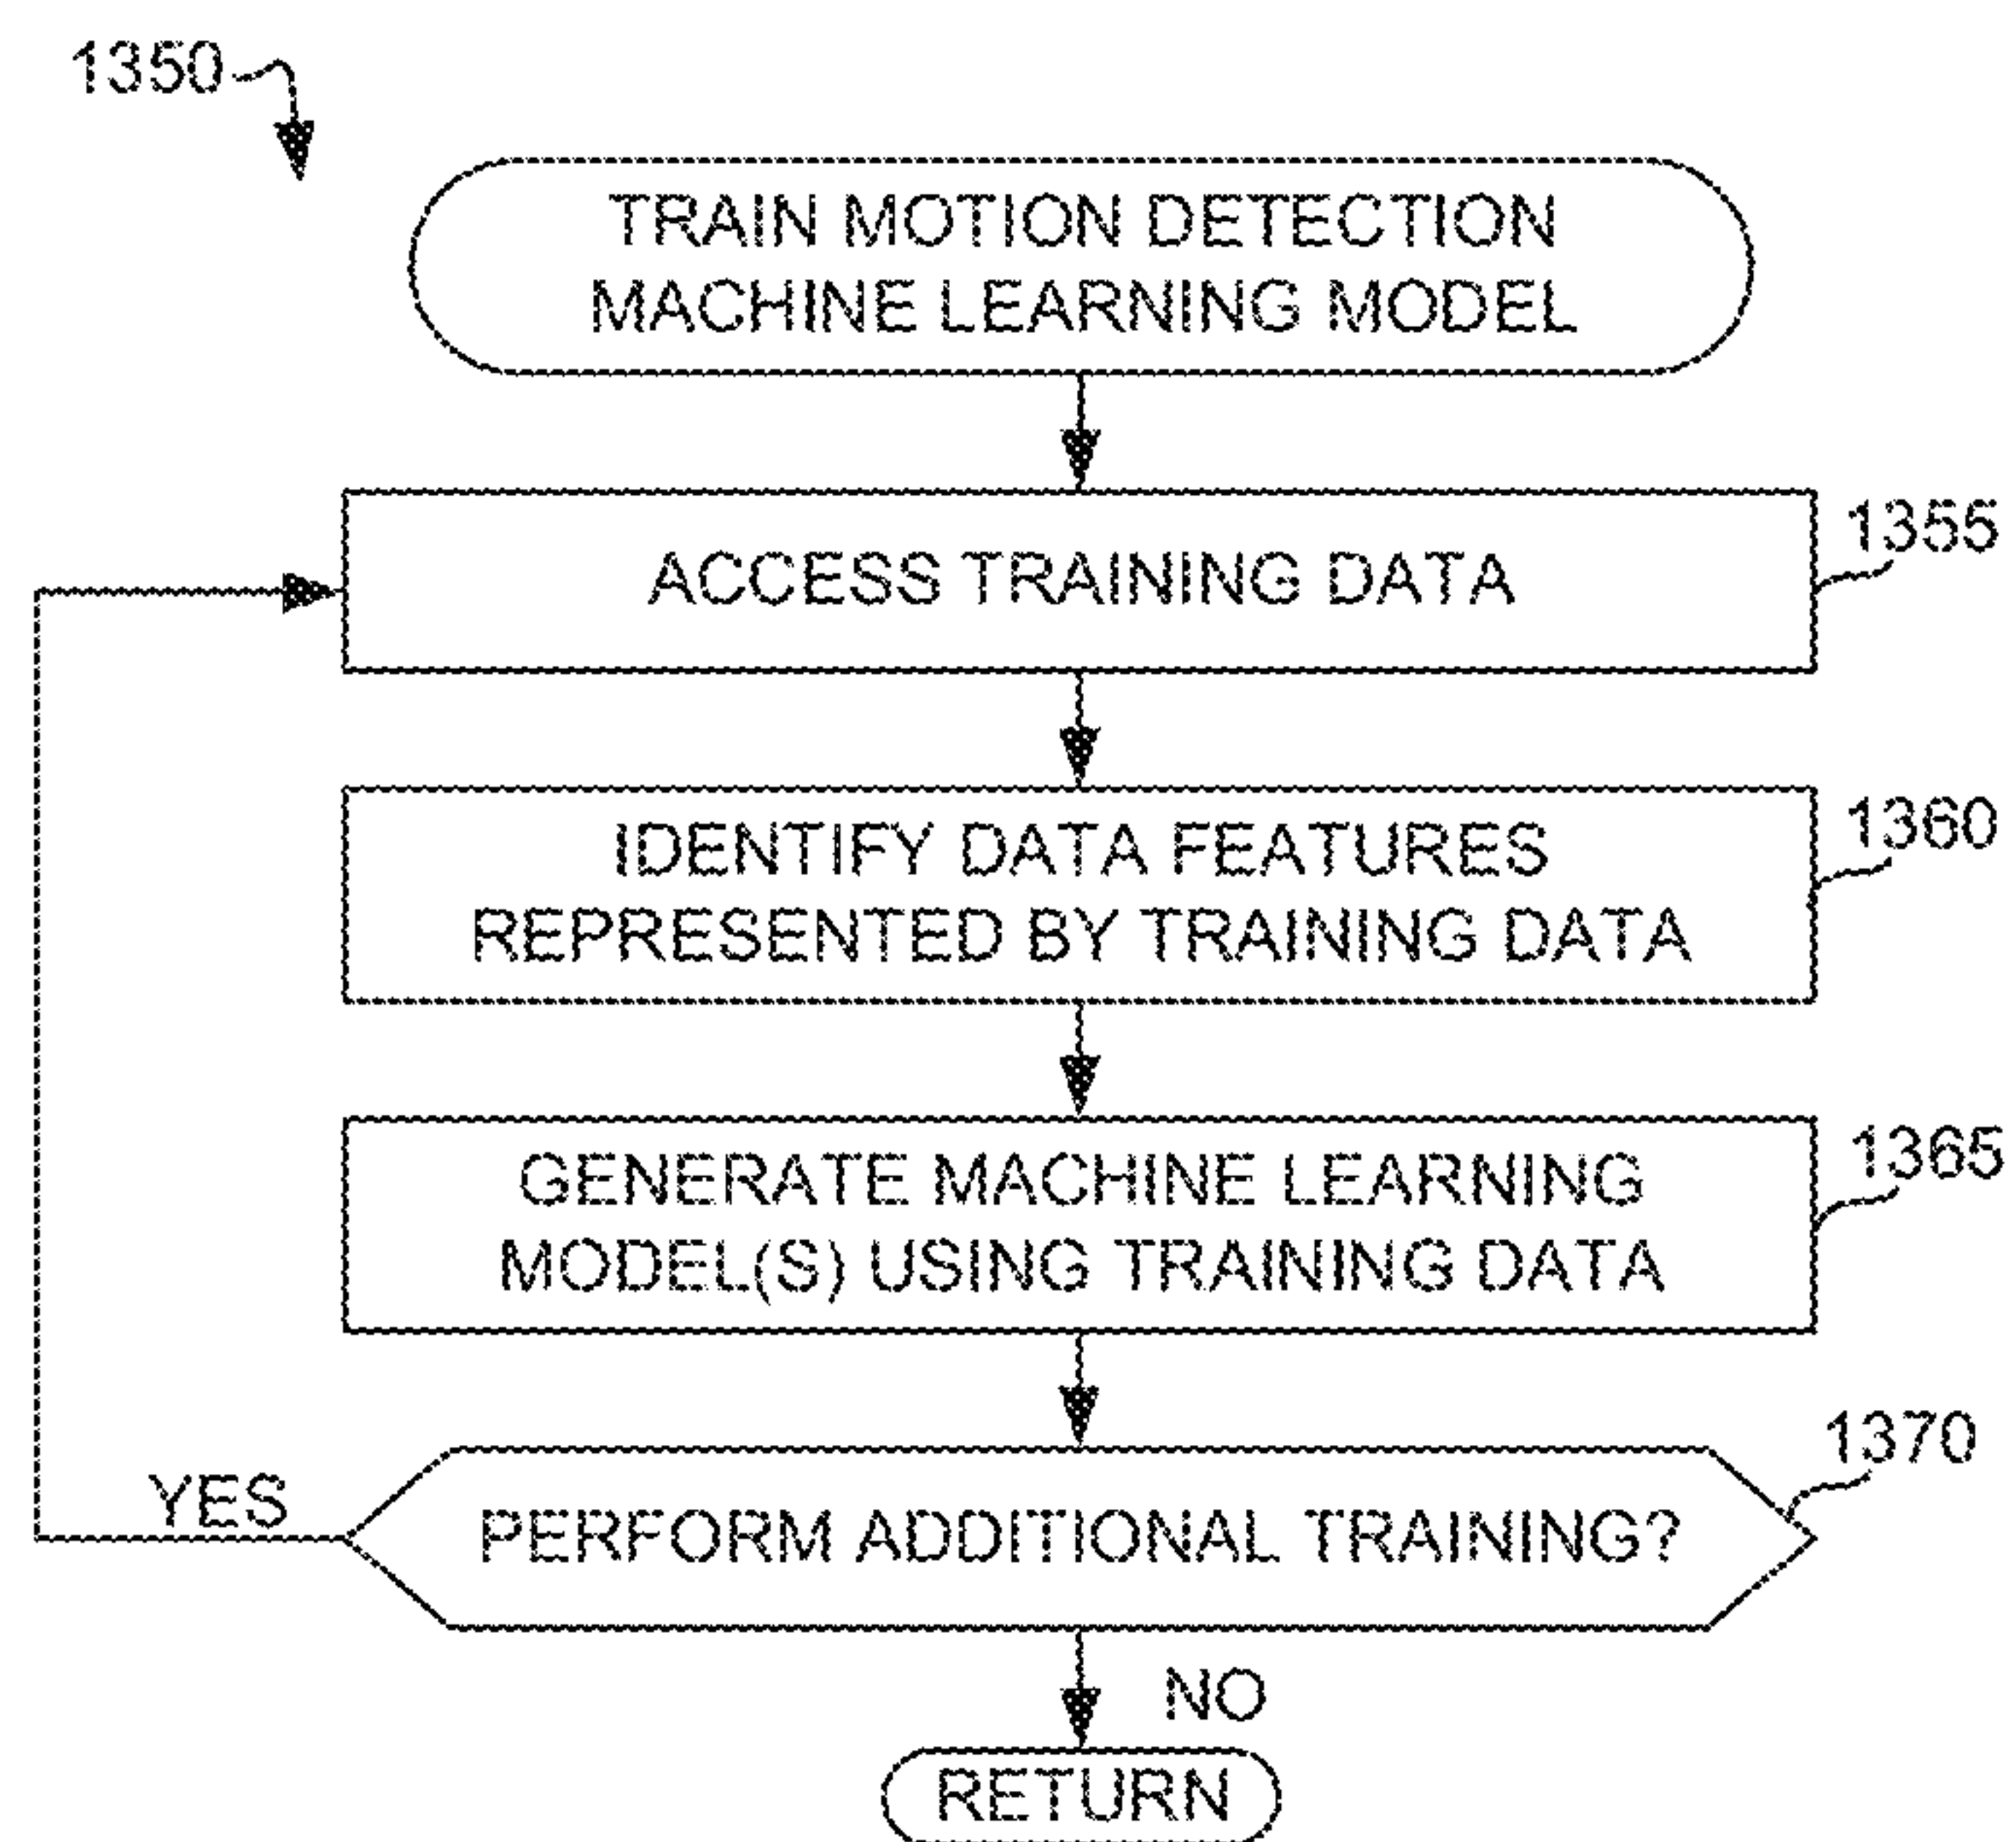 1350
TRAIN MOTION DETECTION
MACHINE LEARNING MODEL
1355
ACCESS TRAINING DATA
1360
IDENTIFY DATA FEATURES
REPRESENTED BY TRAINING DATA
1365
GENERATE MACHINE LEARNING
MODEL(S) USING TRAINING DATA
1370
YES
PERFORM ADDITIONAL TRAINING?
NO
RETURN